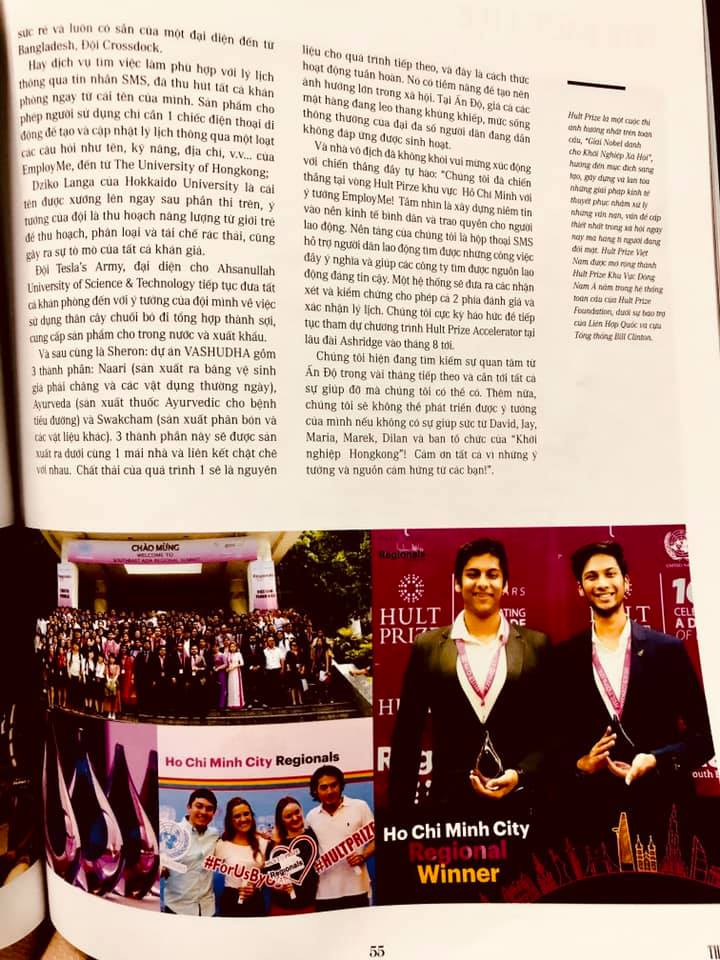 sức rẻ và luôn có sẵn của một đại diện đến từ
Bangladesh, Đội Crossdock.
Hay dịch vụ tìm việc làm phù hợp với lý lịch
thông qua tin nhắn SMS, đã thu hút tất cả khán
phòng ngay từ cái tên của mình. Sản phẩm cho
phép người sử dụng chỉ cần 1 chiếc điện thoại di
động để tạo và cập nhật lý lịch thông qua một loạt
các câu hỏi như tên, kỹ năng, địa chỉ, v.v... của
EmployMe, đến từ The University of Hongkong;
Dziko Langa của Hokkaido University là cái
tên được xướng lên ngay sau phần thi trên, ý
tưởng của đội là thu hoạch năng lượng từ giới trẻ
để thu hoạch, phân loại và tái chế rác thải, cũng
gây ra sự tò mò của tất cả khán giả.
Đội Tesla's Army, đại diện cho Ahsanullah
University of Science & Technology tiếp tục đưa tất
cả khán phòng đến với ý tưởng của đội mình về việc
sử dụng thân cây chuối bỏ đi tổng hợp thành sợi,
cung cấp sản phẩm cho trong nước và xuất khẩu.
Và sau cùng là Sheron: dự án VASHUDHA gồm
3 thành phần: Naari (sản xuất ra băng vệ sinh
giá phải chăng và các vật dụng thường ngày),
Ayurveda (sản xuất thuốc Ayurvedic cho bệnh
tiểu đường) và Swakcham (sản xuất phân bón và
các vật liệu khác). 3 thành phần này sẽ được sản
xuất ra dưới cùng 1 mái nhà và liên kết chặt chẽ
với nhau. Chất thải của quá trình 1 sẽ là nguyên
liệu cho quá trình tiếp theo, và đây là cách thức
hoạt động tuần hoàn. Nó có tiềm năng để tạo nên
ảnh hưởng lớn trong xã hội. Tại Ấn Độ, giá cả các
mặt hàng đang leo thang khủng khiếp, mức sống
thông thường của đại đa số người dân đang dần
không đáp ứng được sinh hoạt.
Và nhà vô địch đã không khỏi vui mừng xúc động
với chiến thắng đầy tự hào: "Chúng tôi đã chiến
thắng tại vòng Hult Pirze khu vực Hồ Chí Minh với
ý tưởng EmployMe! Tầm nhìn là xây dựng niềm tin
vào nền kinh tế bình dân và trao quyền cho người
lao động. Nền tảng của chúng tôi là hộp thoại SMS
hỗ trợ người dân lao động tìm được những công việc
đầy ý nghĩa và giúp các công ty tìm được nguồn lao
động đáng tin cậy. Một hệ thống sẽ đưa ra các nhận
xét và kiểm chứng cho phép cả 2 phía đánh giá và
xác nhận lý lịch. Chúng tôi cực kỳ háo hức để tiếp
tục tham dự chương trình Hult Prize Accelerator tại
lâu đài Ashridge vào tháng 8 tới.
Chúng tôi hiện đang tìm kiếm sự quan tâm từ
Ấn Độ trong vài tháng tiếp theo và cần tới tất cả
sự giúp đỡ mà chúng tôi có thể có. Thêm nữa,
chúng tôi sẽ không thể phát triển được ý tưởng
của mình nếu không có sự giúp sức từ David, Jay,
Maria, Marek, Dilan và ban tổ chức của "Khởi
nghiệp Hongkong"! Cám ơn tất cả vì những ý
tưởng và nguồn cảm hứng từ các bạn!".
Hult Prize là một cuộc thi
ảnh hưởng nhất trên toàn
cầu, "Giải Nobel dành
cho Khởi Nghiệp Xã Hội",
hướng đến mục đích sáng
tạo, gây dựng và lan tỏa
những giải pháp kinh tế
thuyết phục nhằm xử lý
những vấn nạn, vấn đề cấp
thiết nhất trong xã hội ngày
nay mà hàng tỉ người đang
đối mặt. Hult Prize Việt
Nam được mở rộng thành
Hult Prize Khu Vực Đông
Nam Á nằm trong hệ thống
toàn cầu của Hult Prize
Foundation, dưới sự bảo trợ
của Liên Hợp Quốc và cựu
Tổng thống Bill Clinton.
CHÀO MỪNG
WELCOME TO
SOUTHEAST ASIA REGIONAL SUMMIT
Regionals
HULT
PRIZE
HULT
PRIZE
Ho Chi Minh City Regionals
#ForUsBy
Regionals
#HULTPRIZE
Ho Chi Minh City
Regional
Winner
55